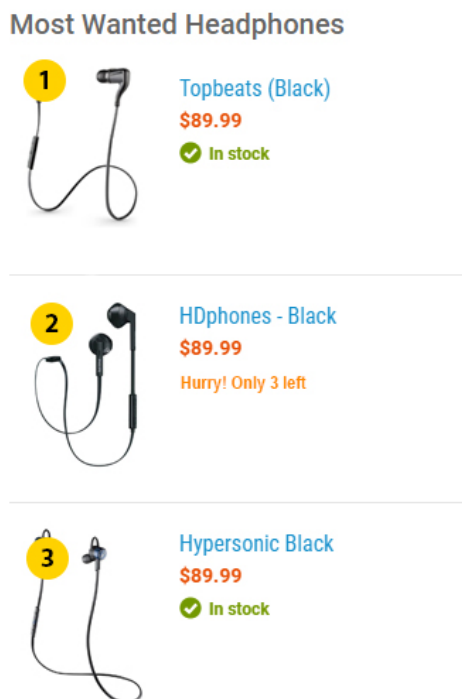 Most Wanted Headphones
1
Topbeats (Black)
$89.99
In stock
2
HDphones - Black
$89.99
Hurry! Only 3 left
3
Hypersonic Black
$89.99
In stock